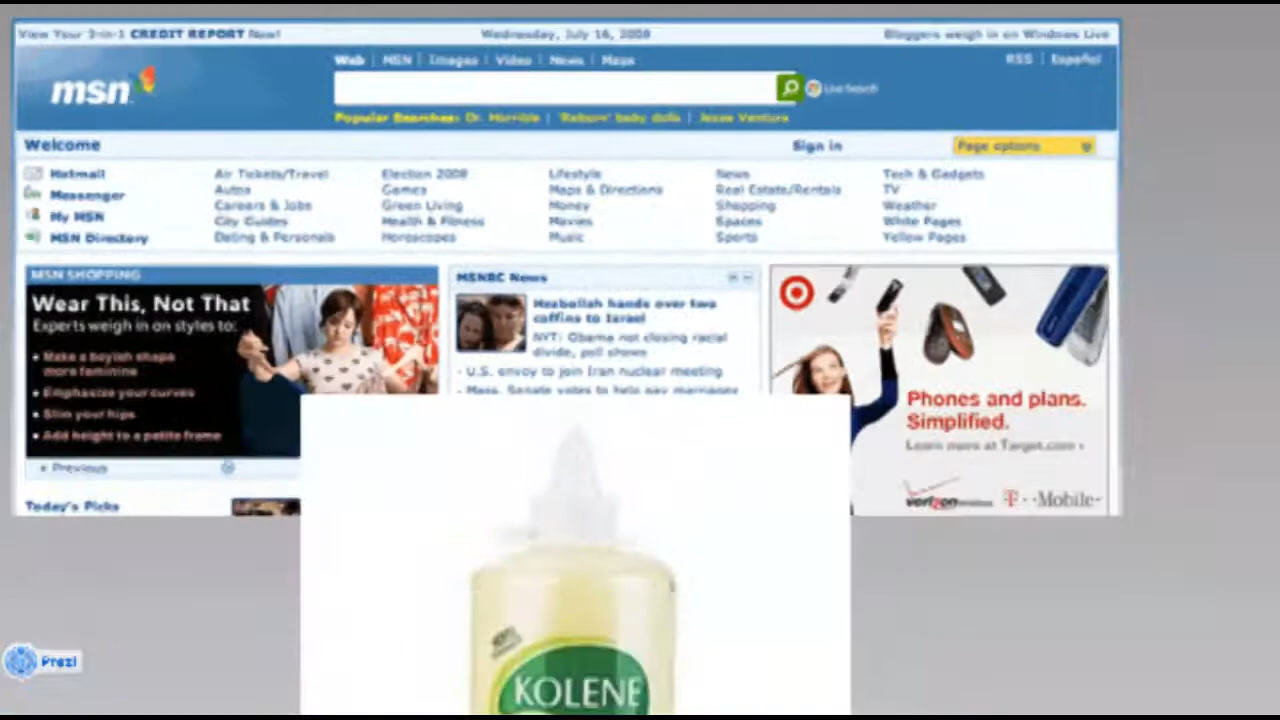 View Your 3-in-1 CREDIT REPORT Now!
Wednesday, July 16, 2008
Bloggers weigh in on Windows Live
Web | MSN | Images | Video | News | Maps
RSS | Español
msn
Live Search
Popular Searches: Dr. Horrible | 'Reborn' baby dolls | Jesse Ventura
Welcome
Sign in
Page options
Hotmail
Messenger
My MSN
MSN Directory
Air Tickets/Travel
Autos
Careers & Jobs
City Guides
Dating & Personals
Election 2008
Games
Green Living
Health & Fitness
Horoscopes
Lifestyle
Maps & Directions
Money
Movies
Music
News
Real Estate/Rentals
Shopping
Spaces
Sports
Tech & Gadgets
TV
Weather
White Pages
Yellow Pages
MSN SHOPPING
Wear This, Not That
Experts weigh in on styles to:
• Make a boyish shape
more feminine
• Emphasize your curves
• Slim your hips
• Add height to a petite frame
Previous
Today's Picks
MSNBC News
Hezbollah hands over two
coffins to Israel
NYT: Obama not closing racial
divide, poll shows
U.S. envoy to join Iran nuclear meeting
Mass. Senate votes to help gay marriages
Phones and plans.
Simplified.
Learn more at Target.com
verizonwireless
T-Mobile
KOLENE
Prezi